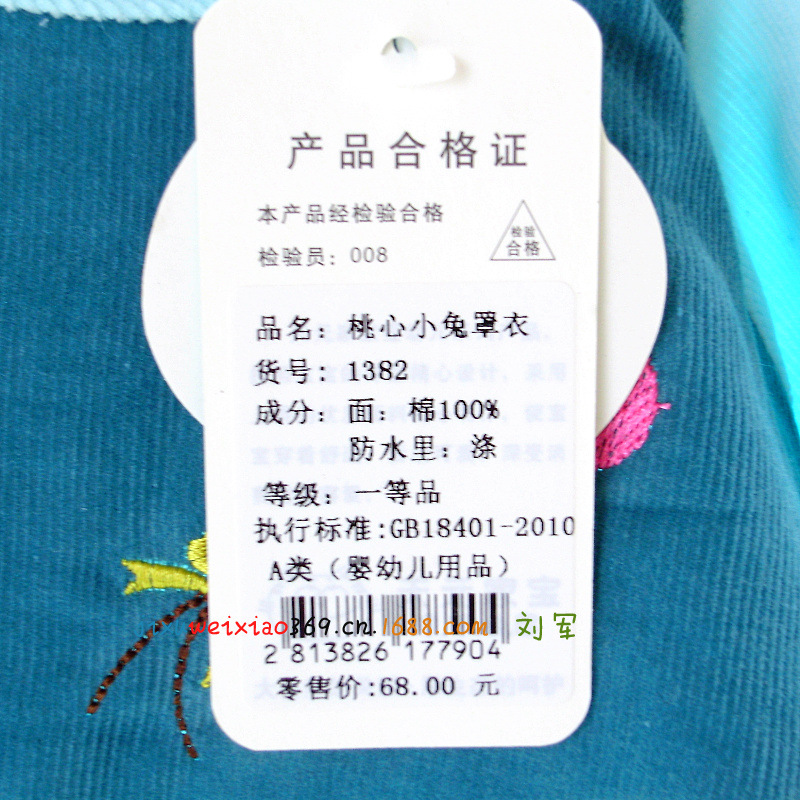 产品合格证
本产品经检验合格
检验员：008
检验
合格
品名：桃心小兔罩衣
货号：1382
成分：面：棉100%
防水里：涤
等级：一等品
执行标准:GB18401-2010
A类（婴幼儿用品）
weixiao369.cn.1688.com 刘军
2 813826 177904
零售价:68.00 元